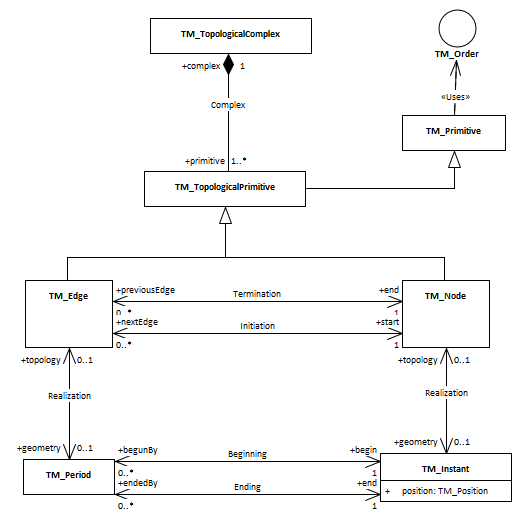 TM_TopologicalComplex
TM_Order
+complex 1
«Uses»
Complex
TM_Primitive
+primitive 1..*
TM_TopologicalPrimitive
TM_Edge
+previousEdge
Termination
+end
TM_Node
0..*
1
+nextEdge
Initiation
+start
0..*
1
+topology 0..1
+topology 0..1
Realization
Realization
+geometry 0..1
+begunBy
Beginning
+begin
+geometry 0..1
TM_Period
0..*
1
TM_Instant
+endedBy
Ending
+end
+ position: TM_Position
0..*
1